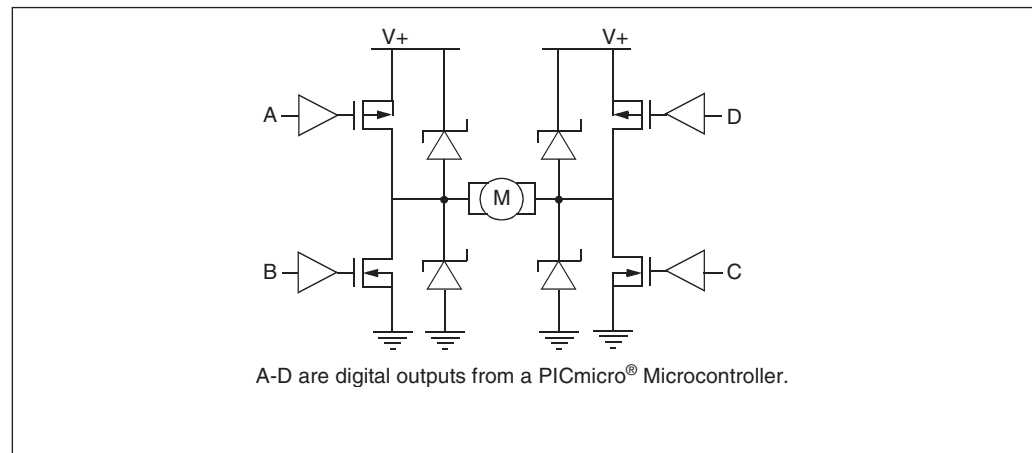 V+ V+
A D
M
B C
A-D are digital outputs from a PICmicro® Microcontroller.